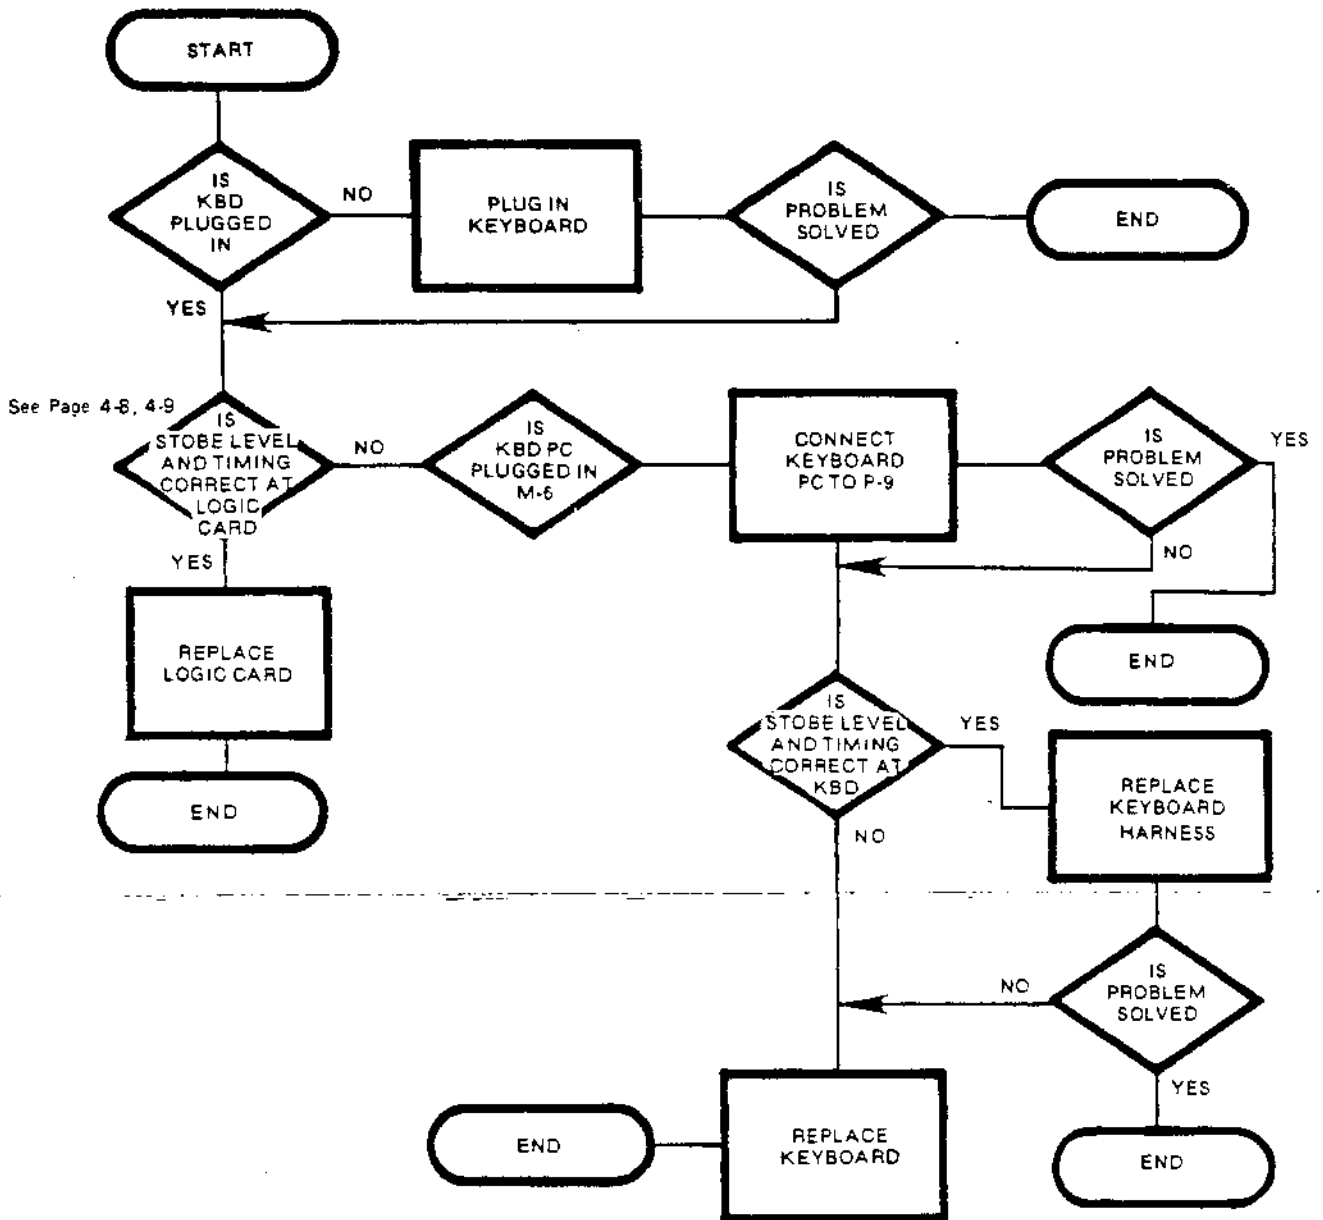 START
IS
KBD
PLUGGED
IN
NO
PLUG IN
KEYBOARD
IS
PROBLEM
SOLVED
END
YES
See Page 4-8, 4-9
IS
STOBE LEVEL
AND TIMING
CORRECT AT
LOGIC
CARD
NO
IS
KBD PC
PLUGGED IN
M-6
CONNECT
KEYBOARD
PC TO P-9
IS
PROBLEM
SOLVED
YES
NO
END
YES
REPLACE
LOGIC CARD
END
IS
STOBE LEVEL
AND TIMING
CORRECT AT
KBD
YES
REPLACE
KEYBOARD
HARNESS
NO
IS
PROBLEM
SOLVED
NO
YES
END
REPLACE
KEYBOARD
END